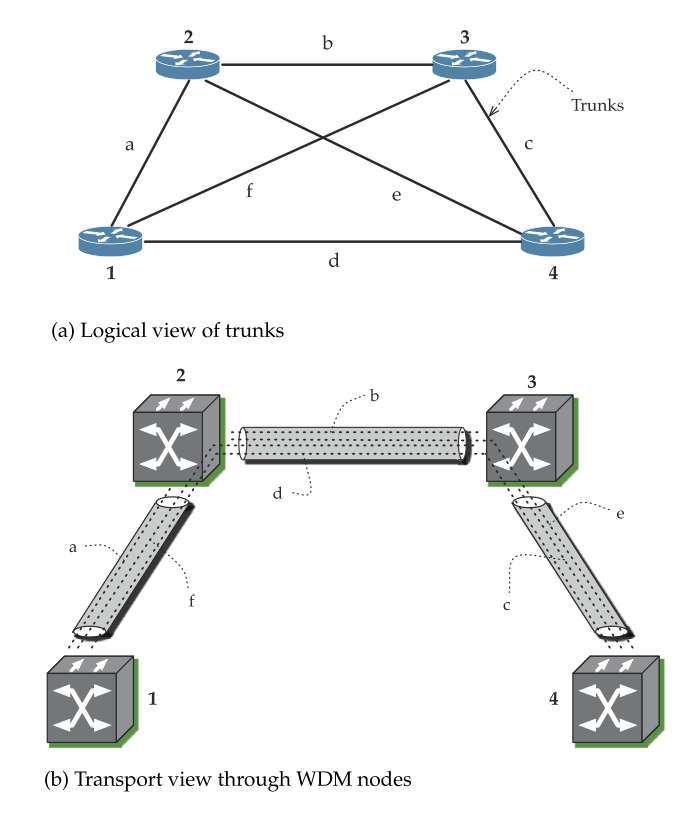 2
b
3
Trunks
a
c
f
e
1
d
4
(a) Logical view of trunks
2
3
b
d
e
a
f
c
1
4
(b) Transport view through WDM nodes